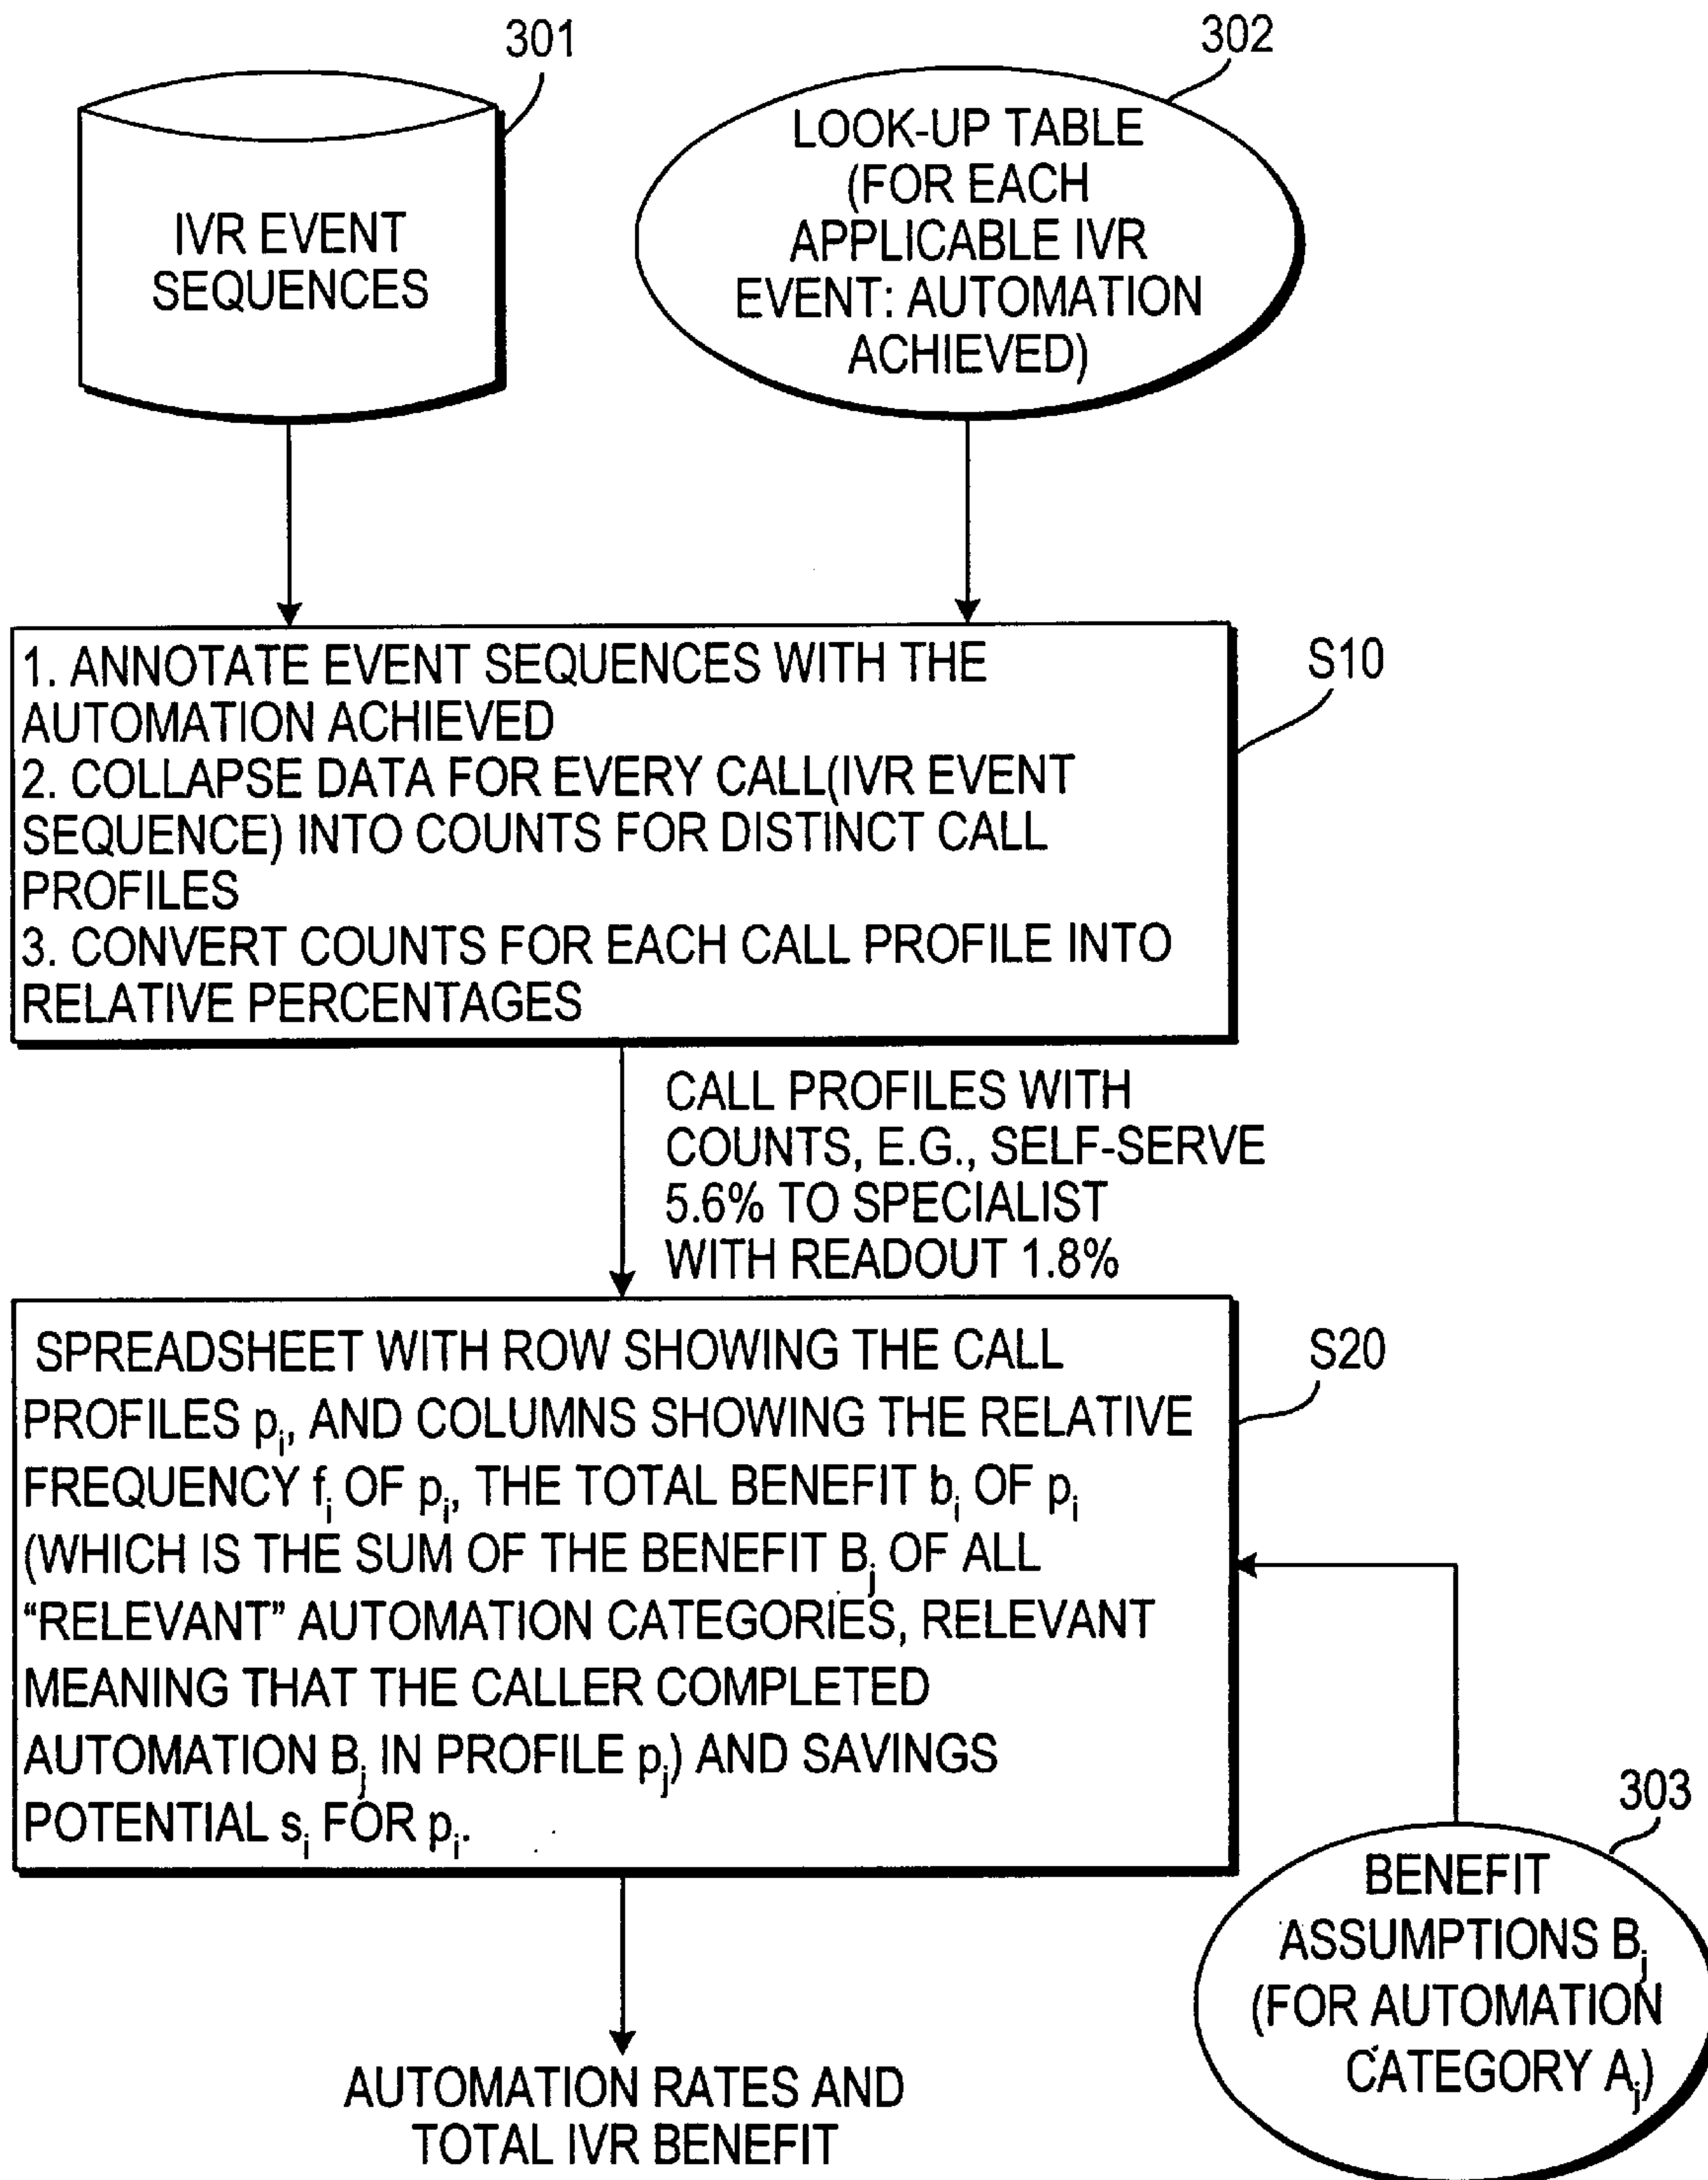 301
302
IVR EVENT
SEQUENCES
LOOK-UP TABLE
(FOR EACH
APPLICABLE IVR
EVENT: AUTOMATION
ACHIEVED)
S10
1. ANNOTATE EVENT SEQUENCES WITH THE
AUTOMATION ACHIEVED
2. COLLAPSE DATA FOR EVERY CALL(IVR EVENT
SEQUENCE) INTO COUNTS FOR DISTINCT CALL
PROFILES
3. CONVERT COUNTS FOR EACH CALL PROFILE INTO
RELATIVE PERCENTAGES
CALL PROFILES WITH
COUNTS, E.G., SELF-SERVE
5.6% TO SPECIALIST
WITH READOUT 1.8%
S20
SPREADSHEET WITH ROW SHOWING THE CALL
PROFILES pᵢ, AND COLUMNS SHOWING THE RELATIVE
FREQUENCY fᵢ OF pᵢ, THE TOTAL BENEFIT bᵢ OF pᵢ
(WHICH IS THE SUM OF THE BENEFIT Bⱼ OF ALL
“RELEVANT” AUTOMATION CATEGORIES, RELEVANT
MEANING THAT THE CALLER COMPLETED
AUTOMATION Bⱼ IN PROFILE pⱼ) AND SAVINGS
POTENTIAL sᵢ FOR pᵢ.
303
BENEFIT
ASSUMPTIONS Bⱼ
(FOR AUTOMATION
CATEGORY Aⱼ)
AUTOMATION RATES AND
TOTAL IVR BENEFIT